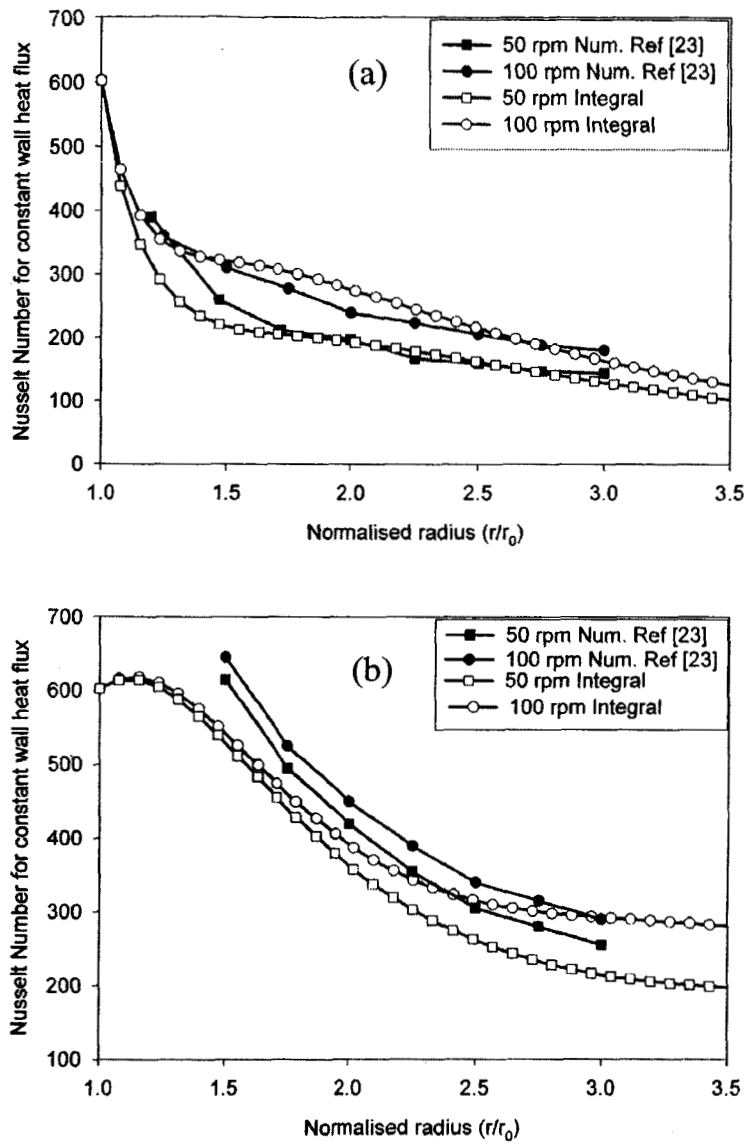 700
600
500
400
300
200
100
0
Nusselt Number for constant wall heat flux
(a)
50 rpm Num. Ref [23]
100 rpm Num. Ref [23]
50 rpm Integral
100 rpm Integral
1.0 1.5 2.0 2.5 3.0 3.5
Normalised radius (r/r0)
700
600
500
400
300
200
100
Nusselt Number for constant wall heat flux
(b)
50 rpm Num. Ref [23]
100 rpm Num. Ref [23]
50 rpm Integral
100 rpm Integral
1.0 1.5 2.0 2.5 3.0 3.5
Normalised radius (r/r0)